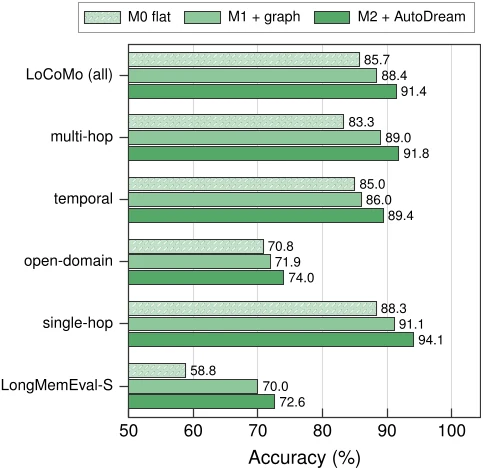 M0 flat M1 + graph M2 + AutoDream
LoCoMo (all) 85.7
88.4
91.4
multi-hop 83.3
89.0
91.8
temporal 85.0
86.0
89.4
open-domain 70.8
71.9
74.0
single-hop 88.3
91.1
94.1
LongMemEval-S 58.8
70.0
72.6
50 60 70 80 90 100
Accuracy (%)